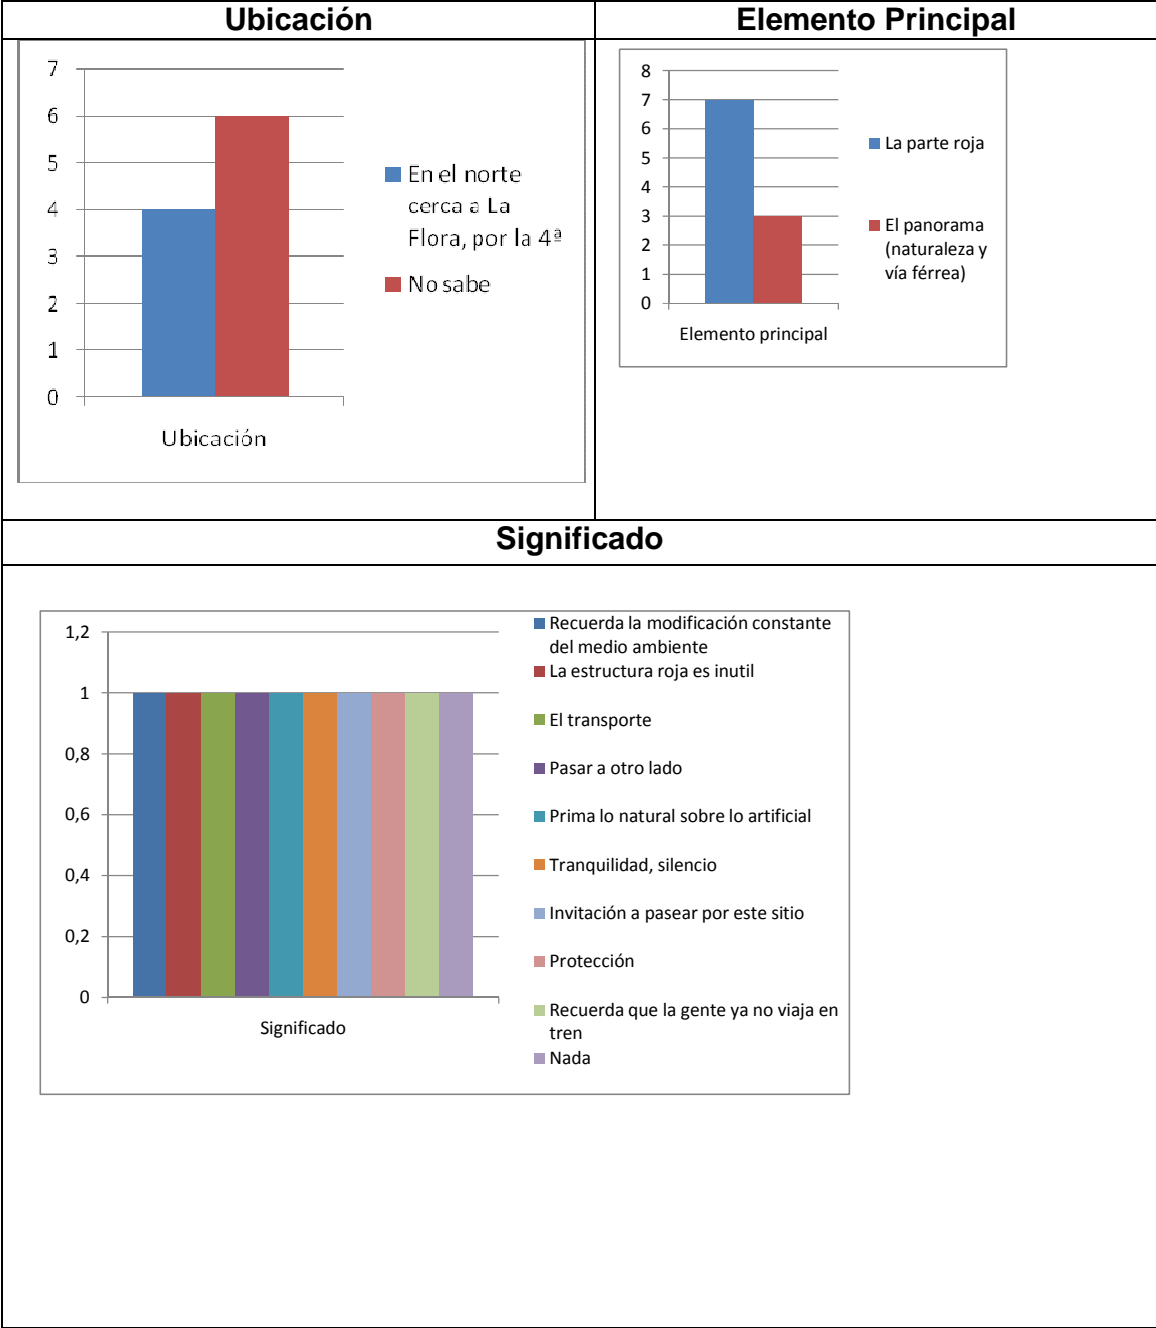 Ubicación
Elemento Principal
7
6
5
4
3
2
1
0
En el norte
cerca a La
Flora, por la 4ª
No sabe
Ubicación
8
7
6
5
4
3
2
1
0
La parte roja
El panorama
(naturaleza y
vía férrea)
Elemento principal
Significado
1,2
1
0,8
0,6
0,4
0,2
0
Significado
Recuerda la modificación constante
del medio ambiente
La estructura roja es inutil
El transporte
Pasar a otro lado
Prima lo natural sobre lo artificial
Tranquilidad, silencio
Invitación a pasear por este sitio
Protección
Recuerda que la gente ya no viaja en
tren
Nada